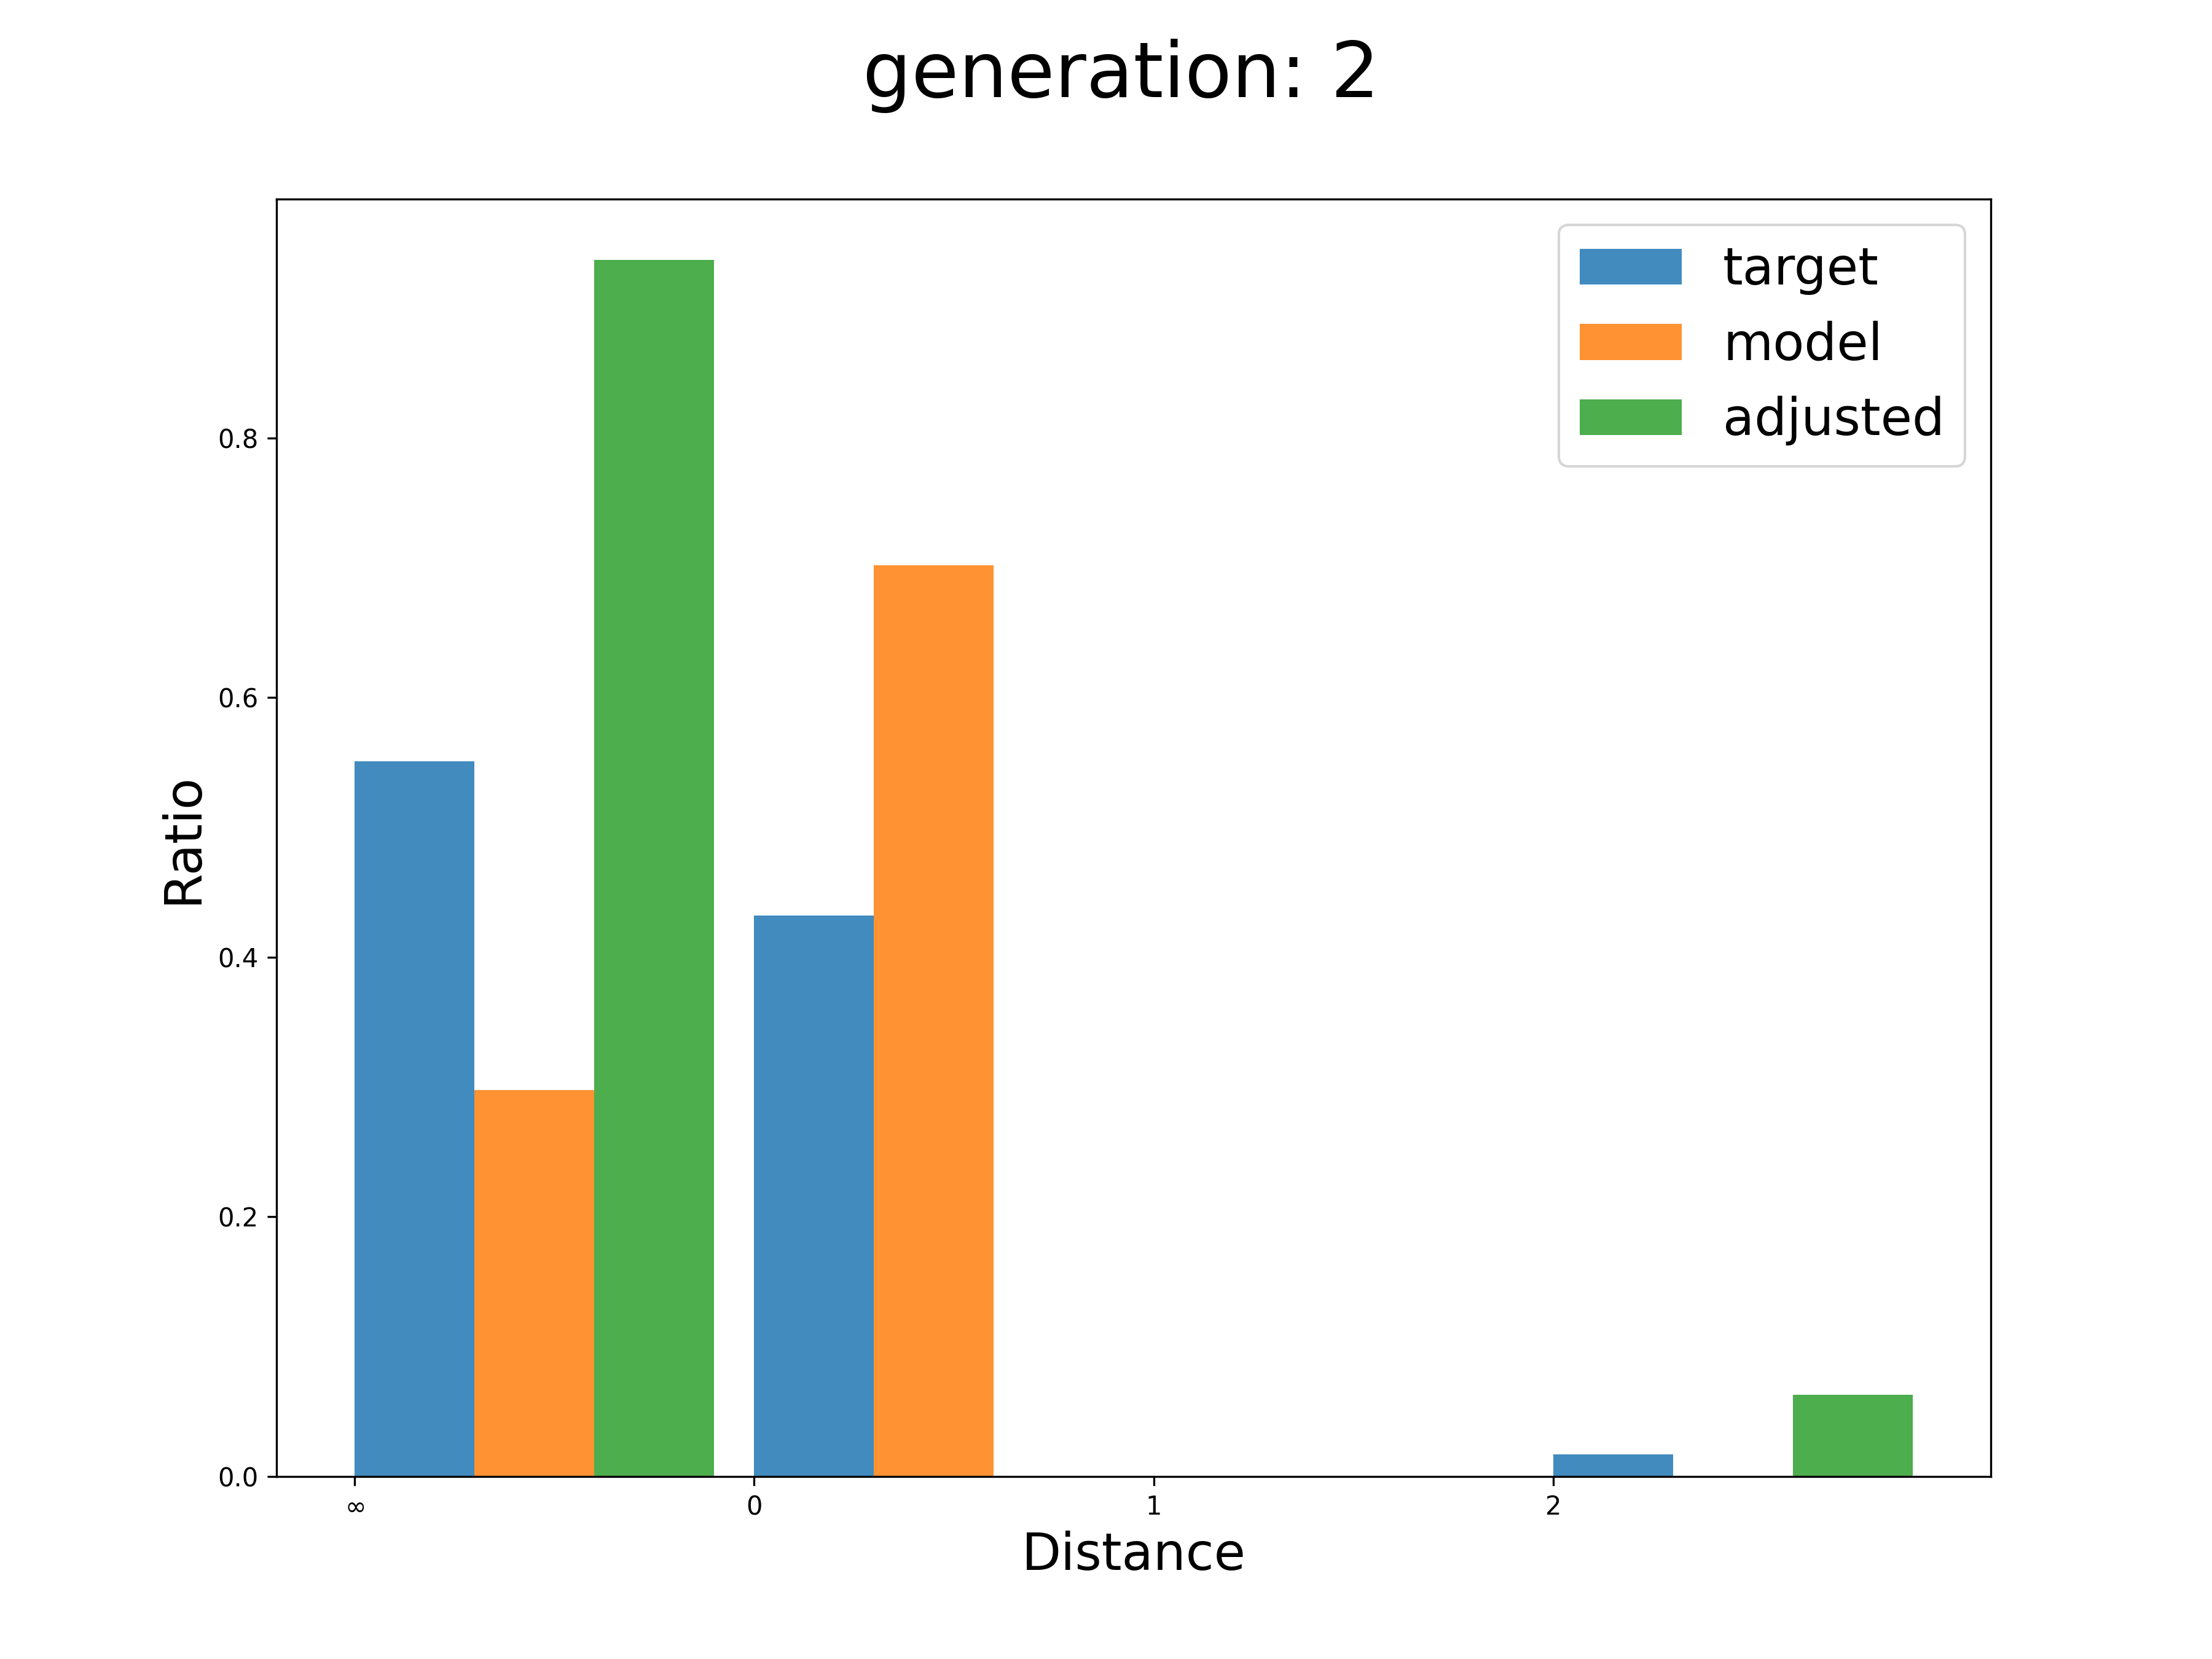 generation: 2
target
model
adjusted
0.8
0.6
0.4
0.2
0.0
Ratio
∞ 0 1 2
Distance